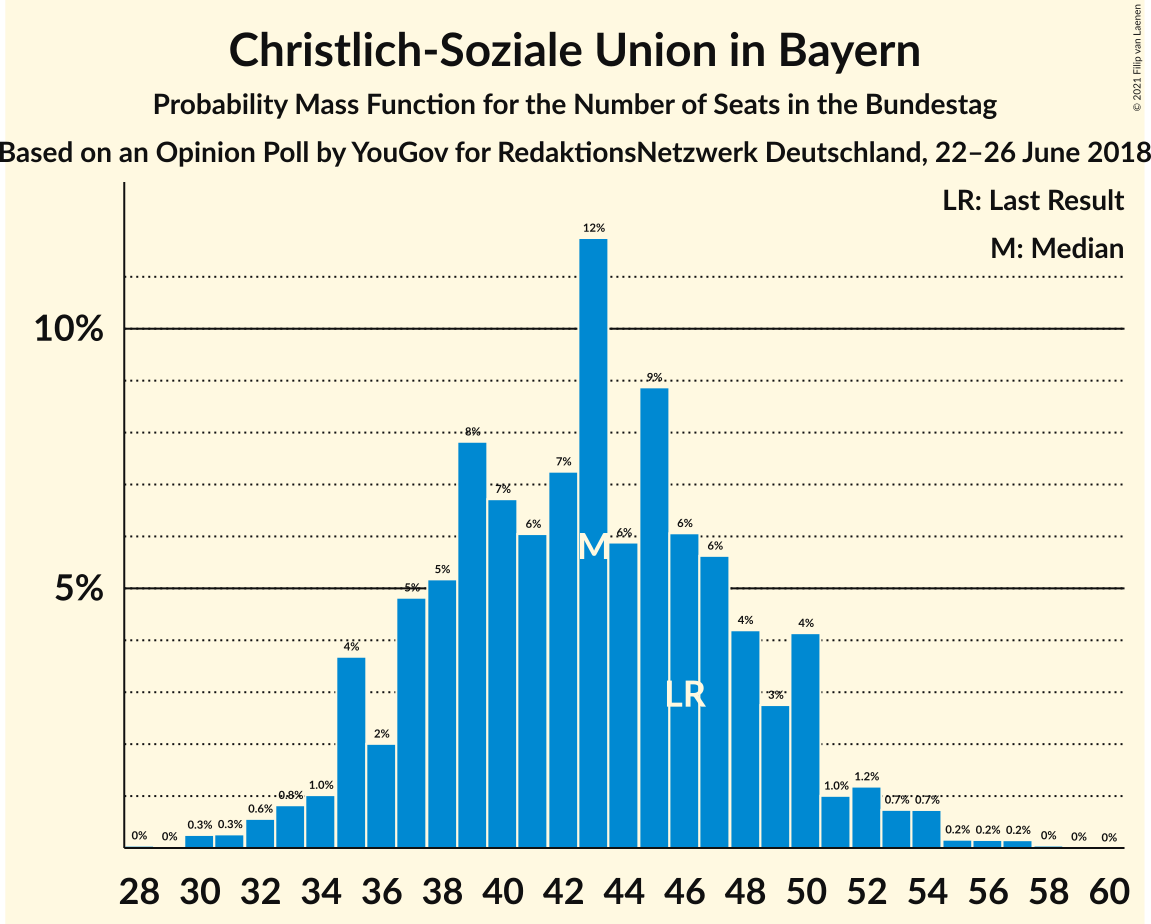 Christlich-Soziale Union in Bayern
Probability Mass Function for the Number of Seats in the Bundestag
Based on an Opinion Poll by YouGov for RedaktionsNetzwerk Deutschland, 22–26 June 2018
© 2021 Filip van Laenen
LR: Last Result
M: Median
10%
5%
0% 0% 0.3% 0.3% 0.6% 0.8% 1.0% 4% 2% 5% 5% 8% 7% 6% 7% 12% 6% 9% 6% 6% 4% 3% 4% 1.0% 1.2% 0.7% 0.7% 0.2% 0.2% 0.2% 0% 0% 0%
M
LR
28 30 32 34 36 38 40 42 44 46 48 50 52 54 56 58 60